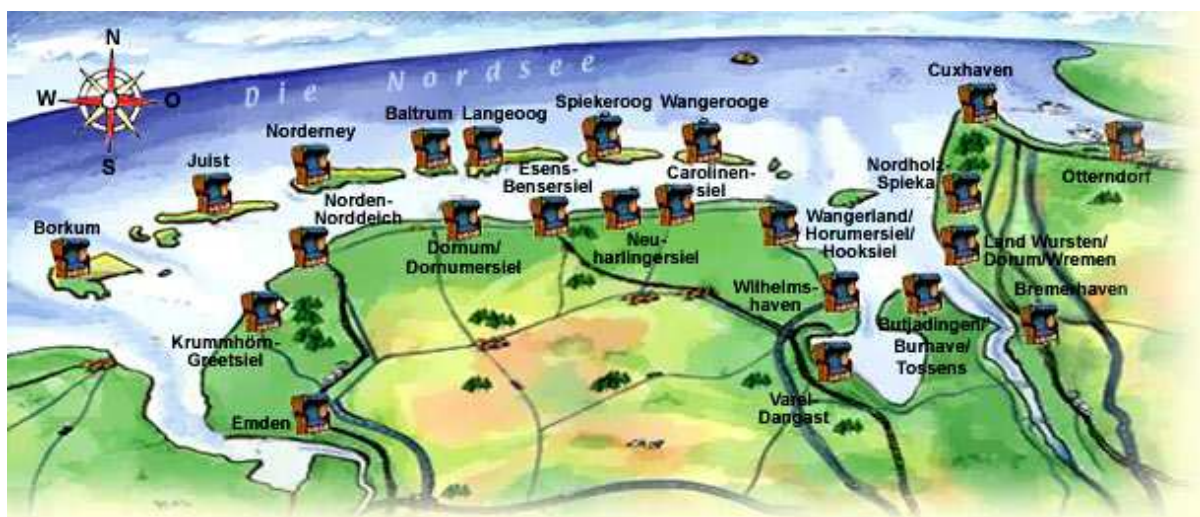 N
W
O
S
Die Nordsee
Cuxhaven
Baltrum
Langeoog
Spiekeroog
Wangerooge
Norderney
Juist
Esens-
Bensersiel
Carolinen-
siel
Nordholz-
Spieka
Otterndorf
Norden-
Norddeich
Borkum
Dornum/
Dornumersiel
Neu-
harlingersiel
Wangerland/
Horumersiel/
Hooksiel
Land Wursten/
Dorum/Wremen
Wilhelms-
haven
Bremerhaven
Krummhörn-
Greetsiel
Butjadingen/
Burhave/
Tossens
Varel-
Dangast
Emden